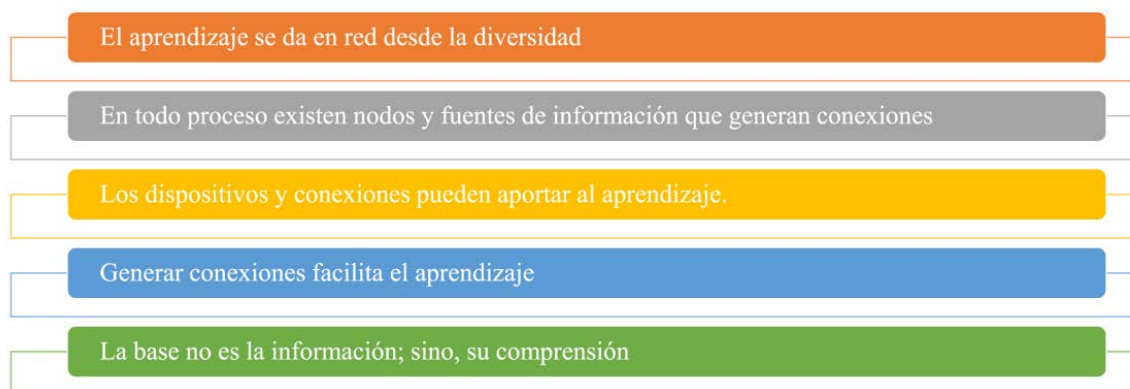 El aprendizaje se da en red desde la diversidad
En todo proceso existen nodos y fuentes de información que generan conexiones
Los dispositivos y conexiones pueden aportar al aprendizaje.
Generar conexiones facilita el aprendizaje
La base no es la información; sino, su comprensión